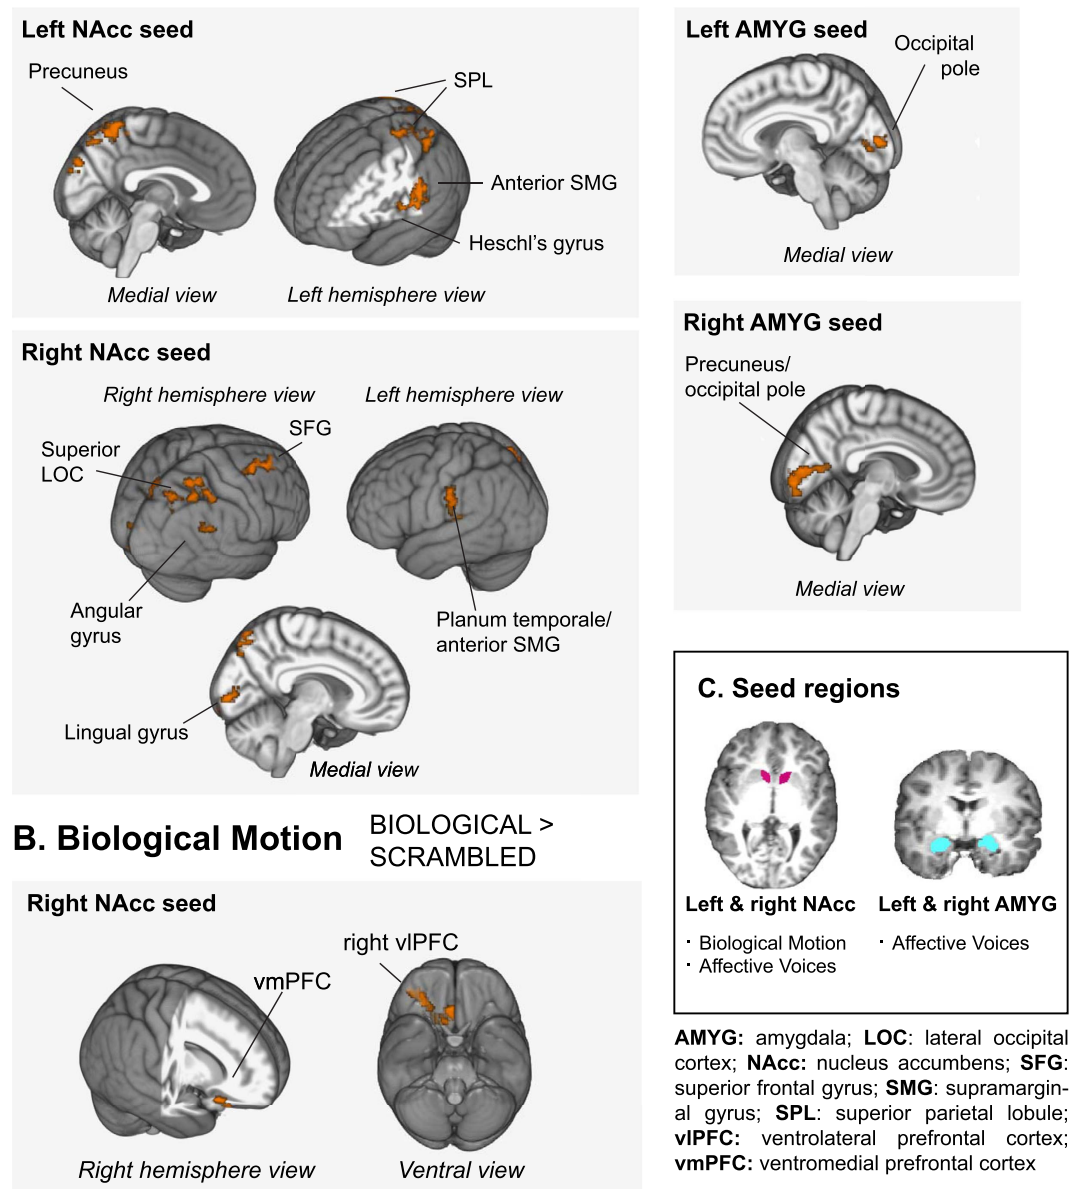 Left NAcc seed
Precuneus
SPL
Anterior SMG
Heschl's gyrus
Medial view
Left hemisphere view
Right NAcc seed
Right hemisphere view
Left hemisphere view
SFG
Superior
LOC
Angular
gyrus
Planum temporale/
anterior SMG
Lingual gyrus
Medial view
Left AMYG seed
Occipital
pole
Medial view
Right AMYG seed
Precuneus/
occipital pole
Medial view
B. Biological Motion
BIOLOGICAL >
SCRAMBLED
Right NAcc seed
right vlPFC
vmPFC
Right hemisphere view
Ventral view
C. Seed regions
Left & right NAcc
· Biological Motion
· Affective Voices
Left & right AMYG
· Affective Voices
AMYG: amygdala; LOC: lateral occipital
cortex; NAcc: nucleus accumbens; SFG:
superior frontal gyrus; SMG: supramargin-
al gyrus; SPL: superior parietal lobule;
vlPFC: ventrolateral prefrontal cortex;
vmPFC: ventromedial prefrontal cortex